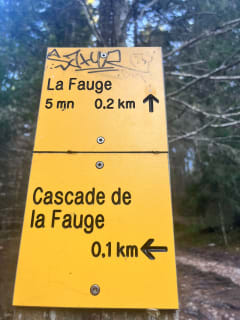 La Fauge
5 mn 0.2 km ↑
Cascade de
la Fauge
0.1 km ←